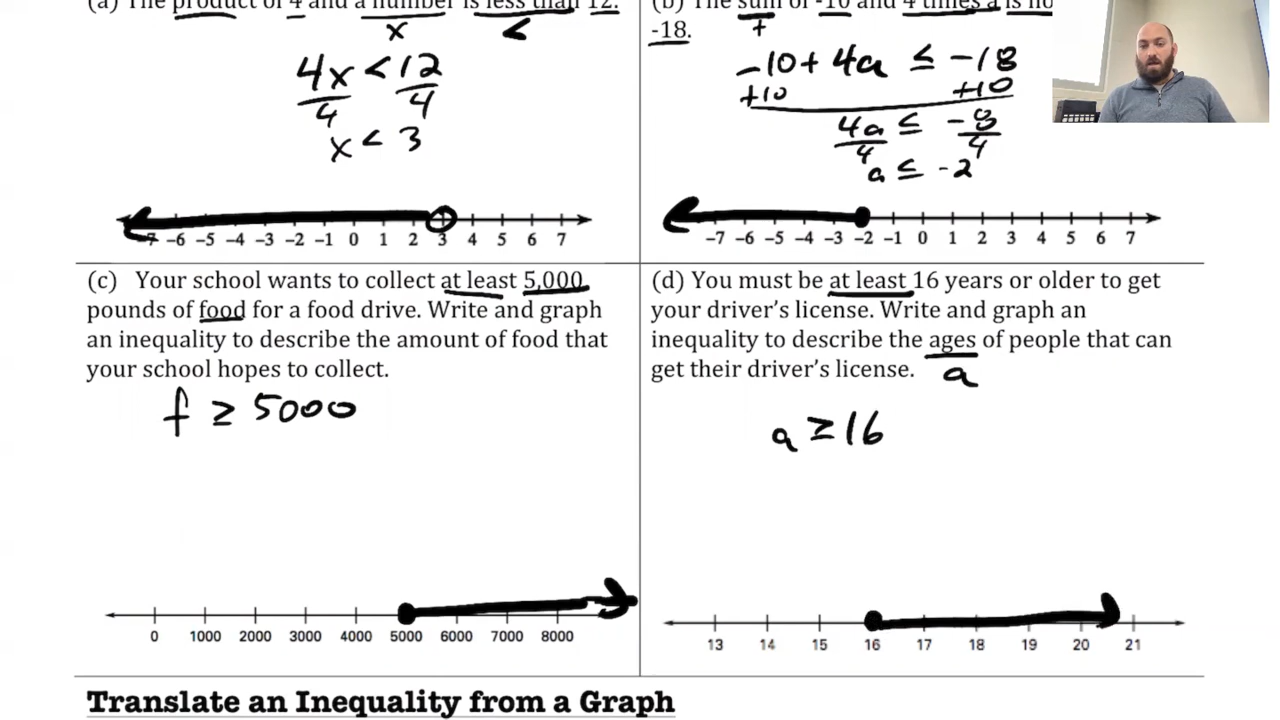 (a) The product of 4 and a number is less than 12.
x <
4x < 12
4 4
x < 3
-7 -6 -5 -4 -3 -2 -1 0 1 2 3 4 5 6 7
(b) The sum of -10 and 4 times a is no
-18.
+
-10 + 4a ≤ -18
+10 +10
4a ≤ -8
4 4
a ≤ -2
-7 -6 -5 -4 -3 -2 -1 0 1 2 3 4 5 6 7
(c) Your school wants to collect at least 5,000
pounds of food for a food drive. Write and graph
an inequality to describe the amount of food that
your school hopes to collect.
f ≥ 5000
0 1000 2000 3000 4000 5000 6000 7000 8000
(d) You must be at least 16 years or older to get
your driver's license. Write and graph an
inequality to describe the ages of people that can
get their driver's license.
a
a ≥ 16
13 14 15 16 17 18 19 20 21
Translate an Inequality from a Graph